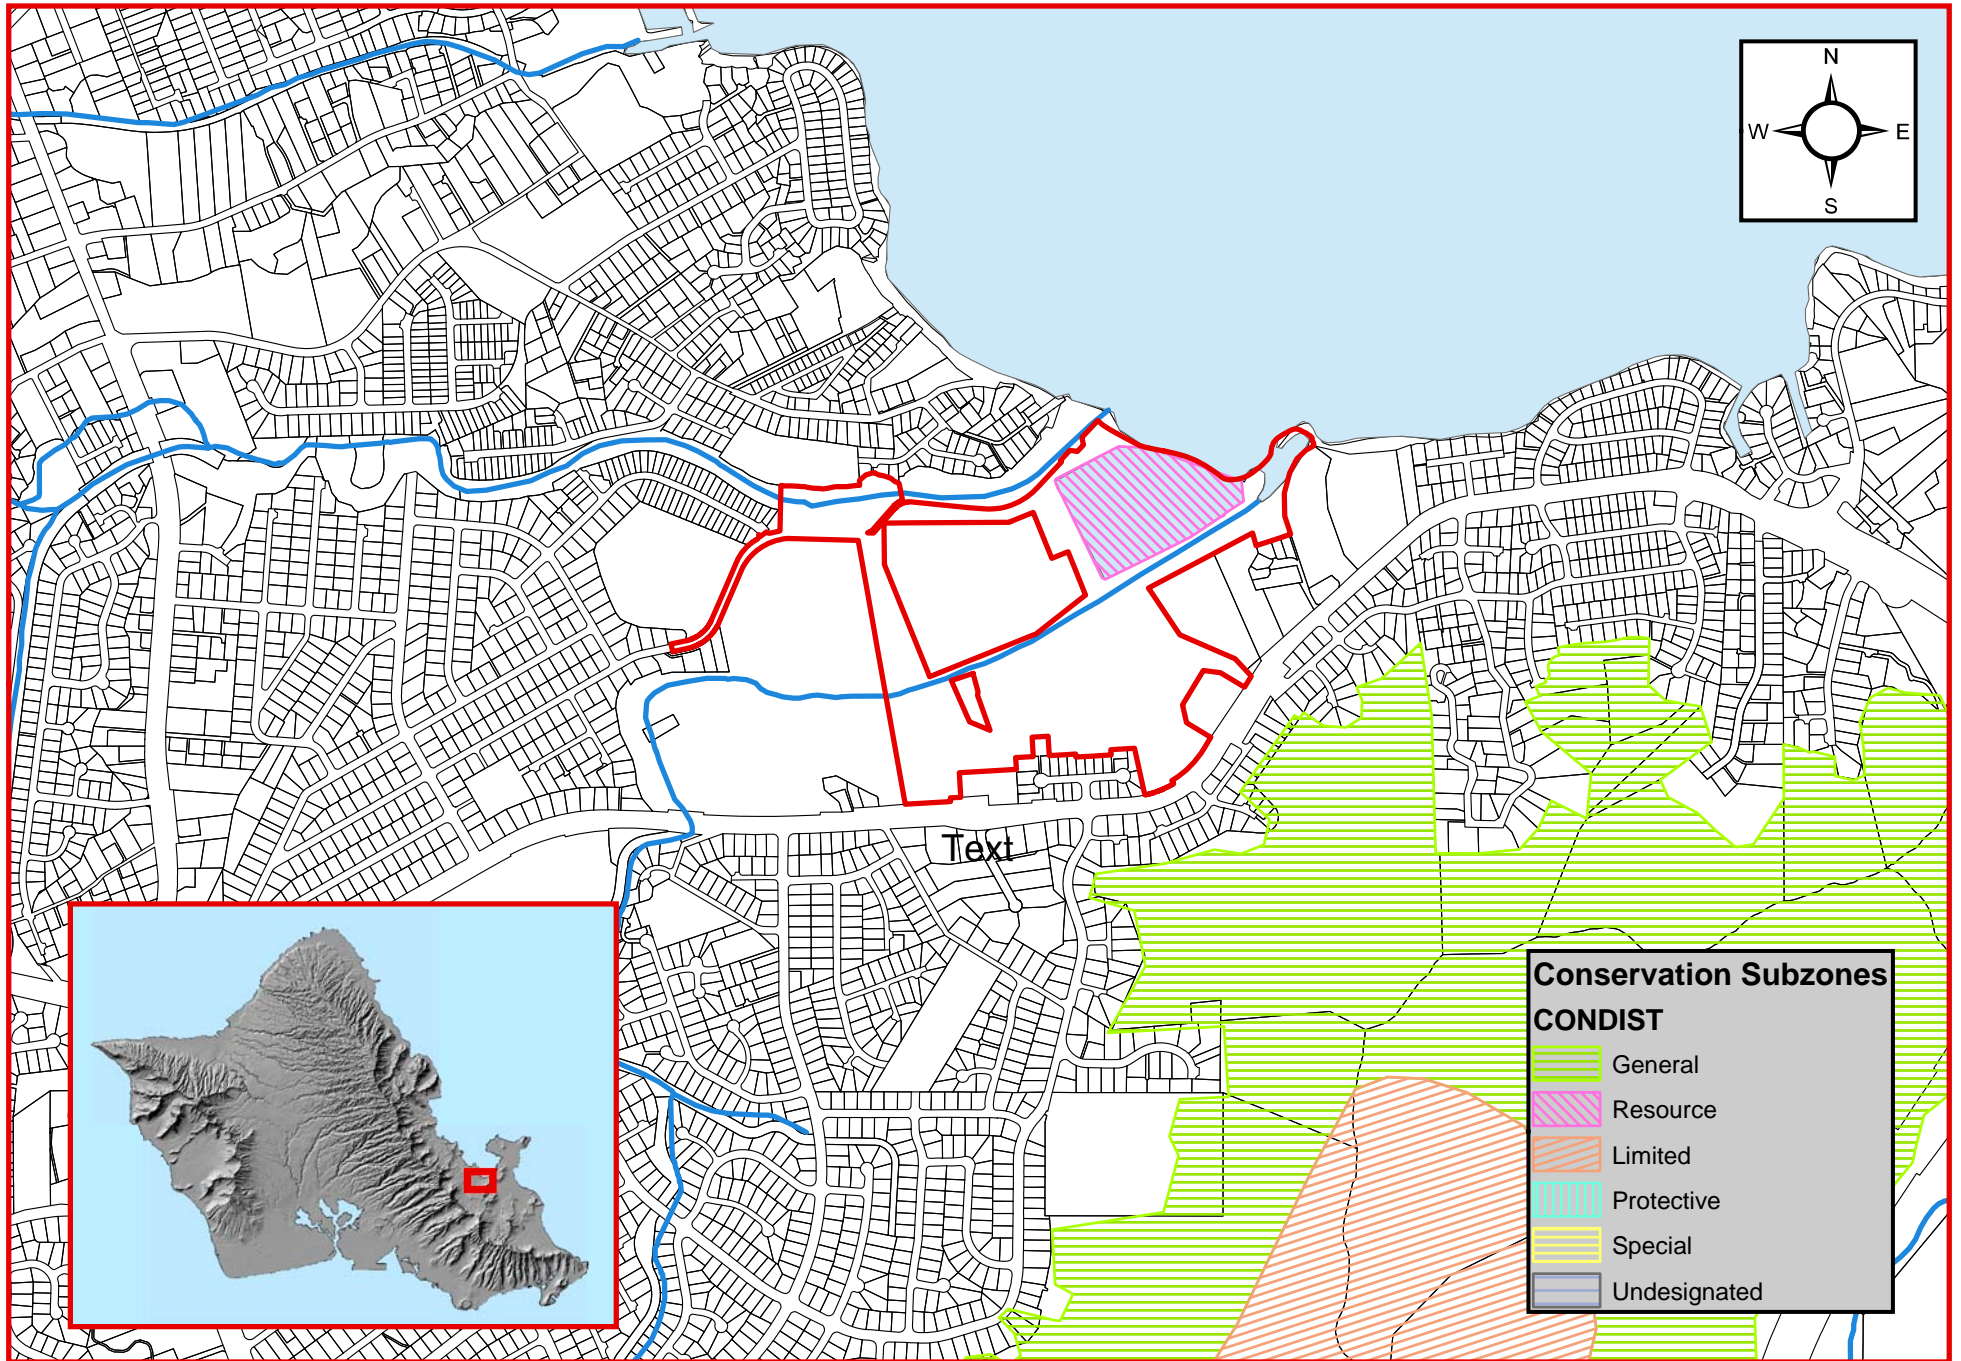 N
W
E
S
Text
Conservation Subzones
CONDIST
General
Resource
Limited
Protective
Special
Undesignated